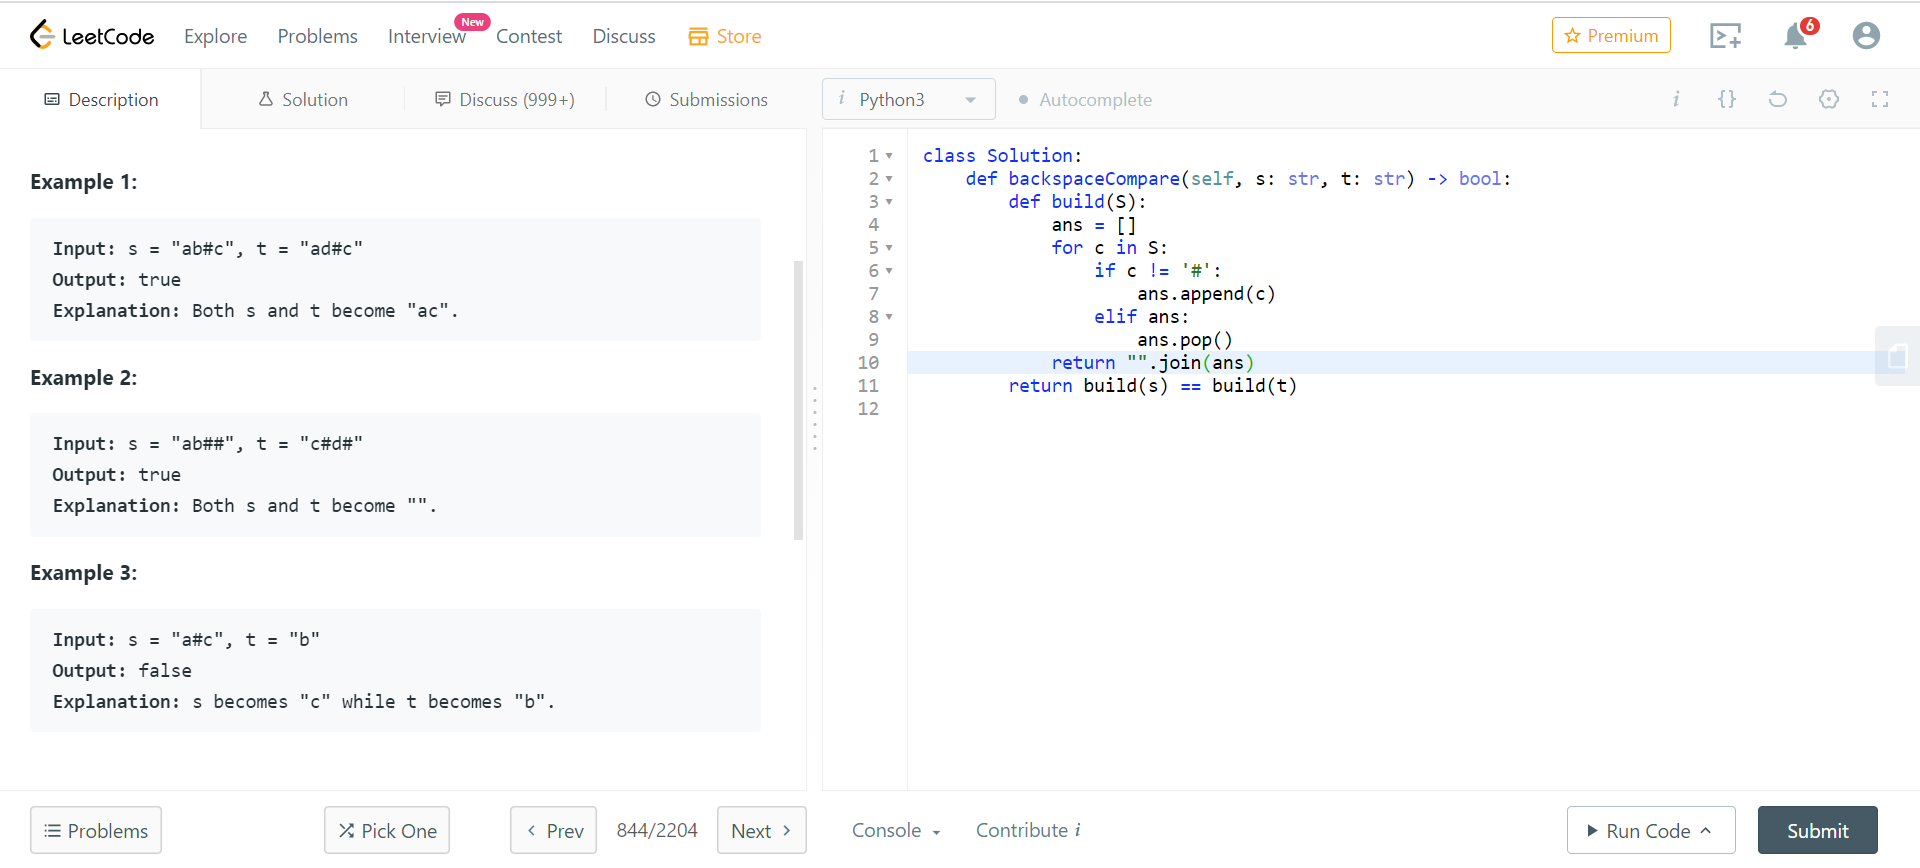 LeetCode Explore Problems Interview New Contest Discuss Store Premium 6
Description Solution Discuss (999+) Submissions i Python3 Autocomplete i {}
Example 1:
Input: s = "ab#c", t = "ad#c"
Output: true
Explanation: Both s and t become "ac".
Example 2:
Input: s = "ab##", t = "c#d#"
Output: true
Explanation: Both s and t become "".
Example 3:
Input: s = "a#c", t = "b"
Output: false
Explanation: s becomes "c" while t becomes "b".
1 class Solution:
2     def backspaceCompare(self, s: str, t: str) -> bool:
3         def build(S):
4             ans = []
5             for c in S:
6                 if c != '#':
7                     ans.append(c)
8                 elif ans:
9                     ans.pop()
10             return "".join(ans)
11         return build(s) == build(t)
12
Problems Pick One Prev 844/2204 Next Console Contribute i Run Code Submit